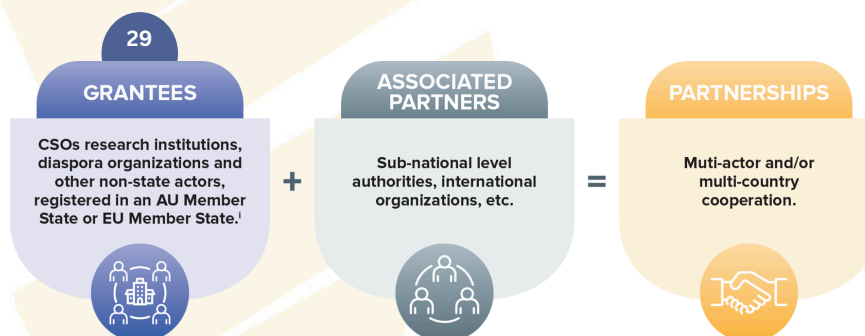 29
GRANTEES
CSOs research institutions,
diaspora organizations and
other non-state actors,
registered in an AU Member
State or EU Member State.ⁱ
+
ASSOCIATED
PARTNERS
Sub-national level
authorities, international
organizations, etc.
=
PARTNERSHIPS
Muti-actor and/or
multi-country
cooperation.